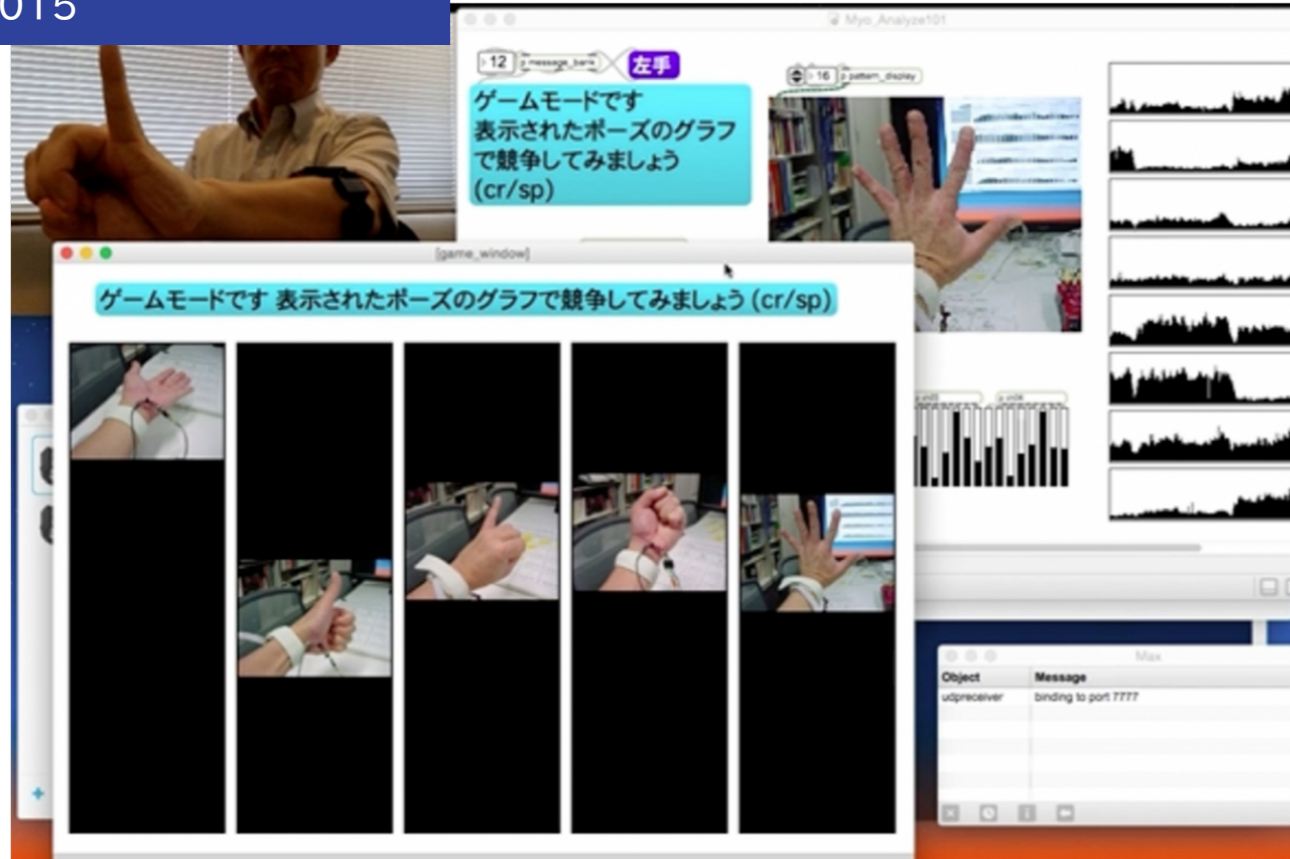 015
Myo_Analyze101
12
p message_bank
左手
16
p pattern_display
ゲームモードです
表示されたポーズのグラフ
で競争してみましょう
(cr/sp)
[game_window]
ゲームモードです 表示されたポーズのグラフで競争してみましょう (cr/sp)
Max
Object Message
udpreceiver binding to port 7777